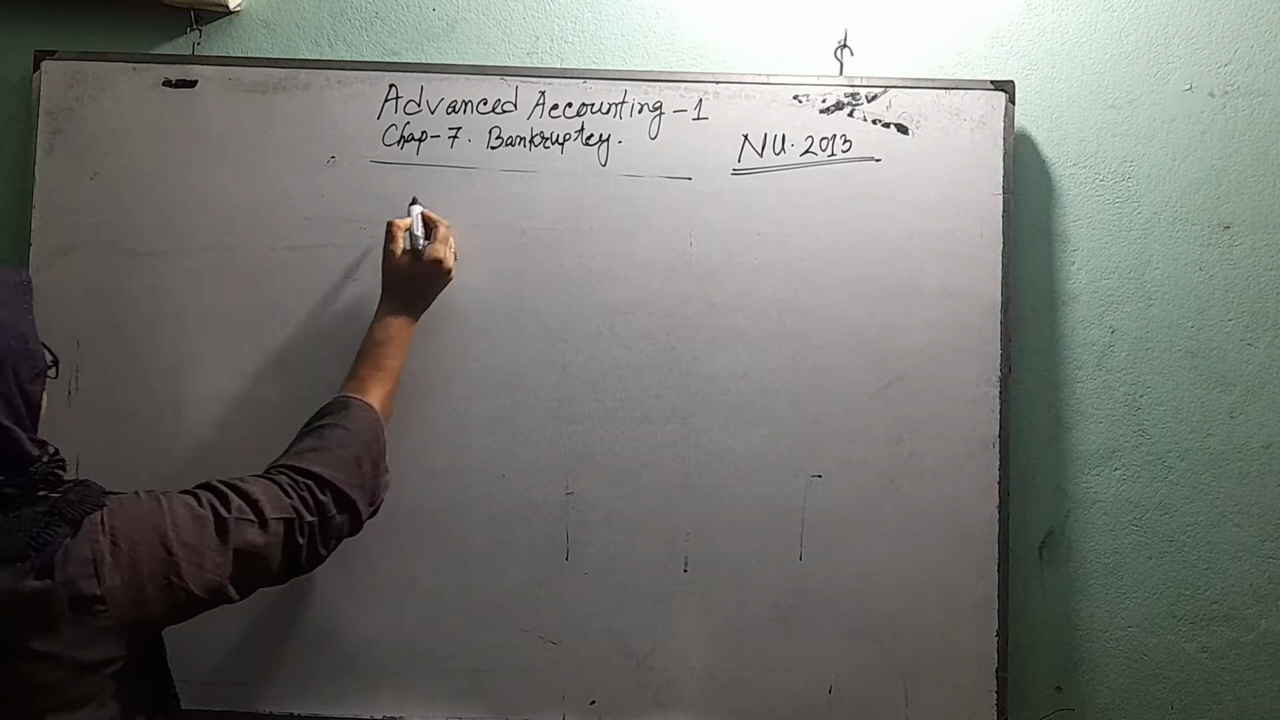 Advanced Accounting - 1
Chap- 7. Bankruptcy.
NU. 2013
$